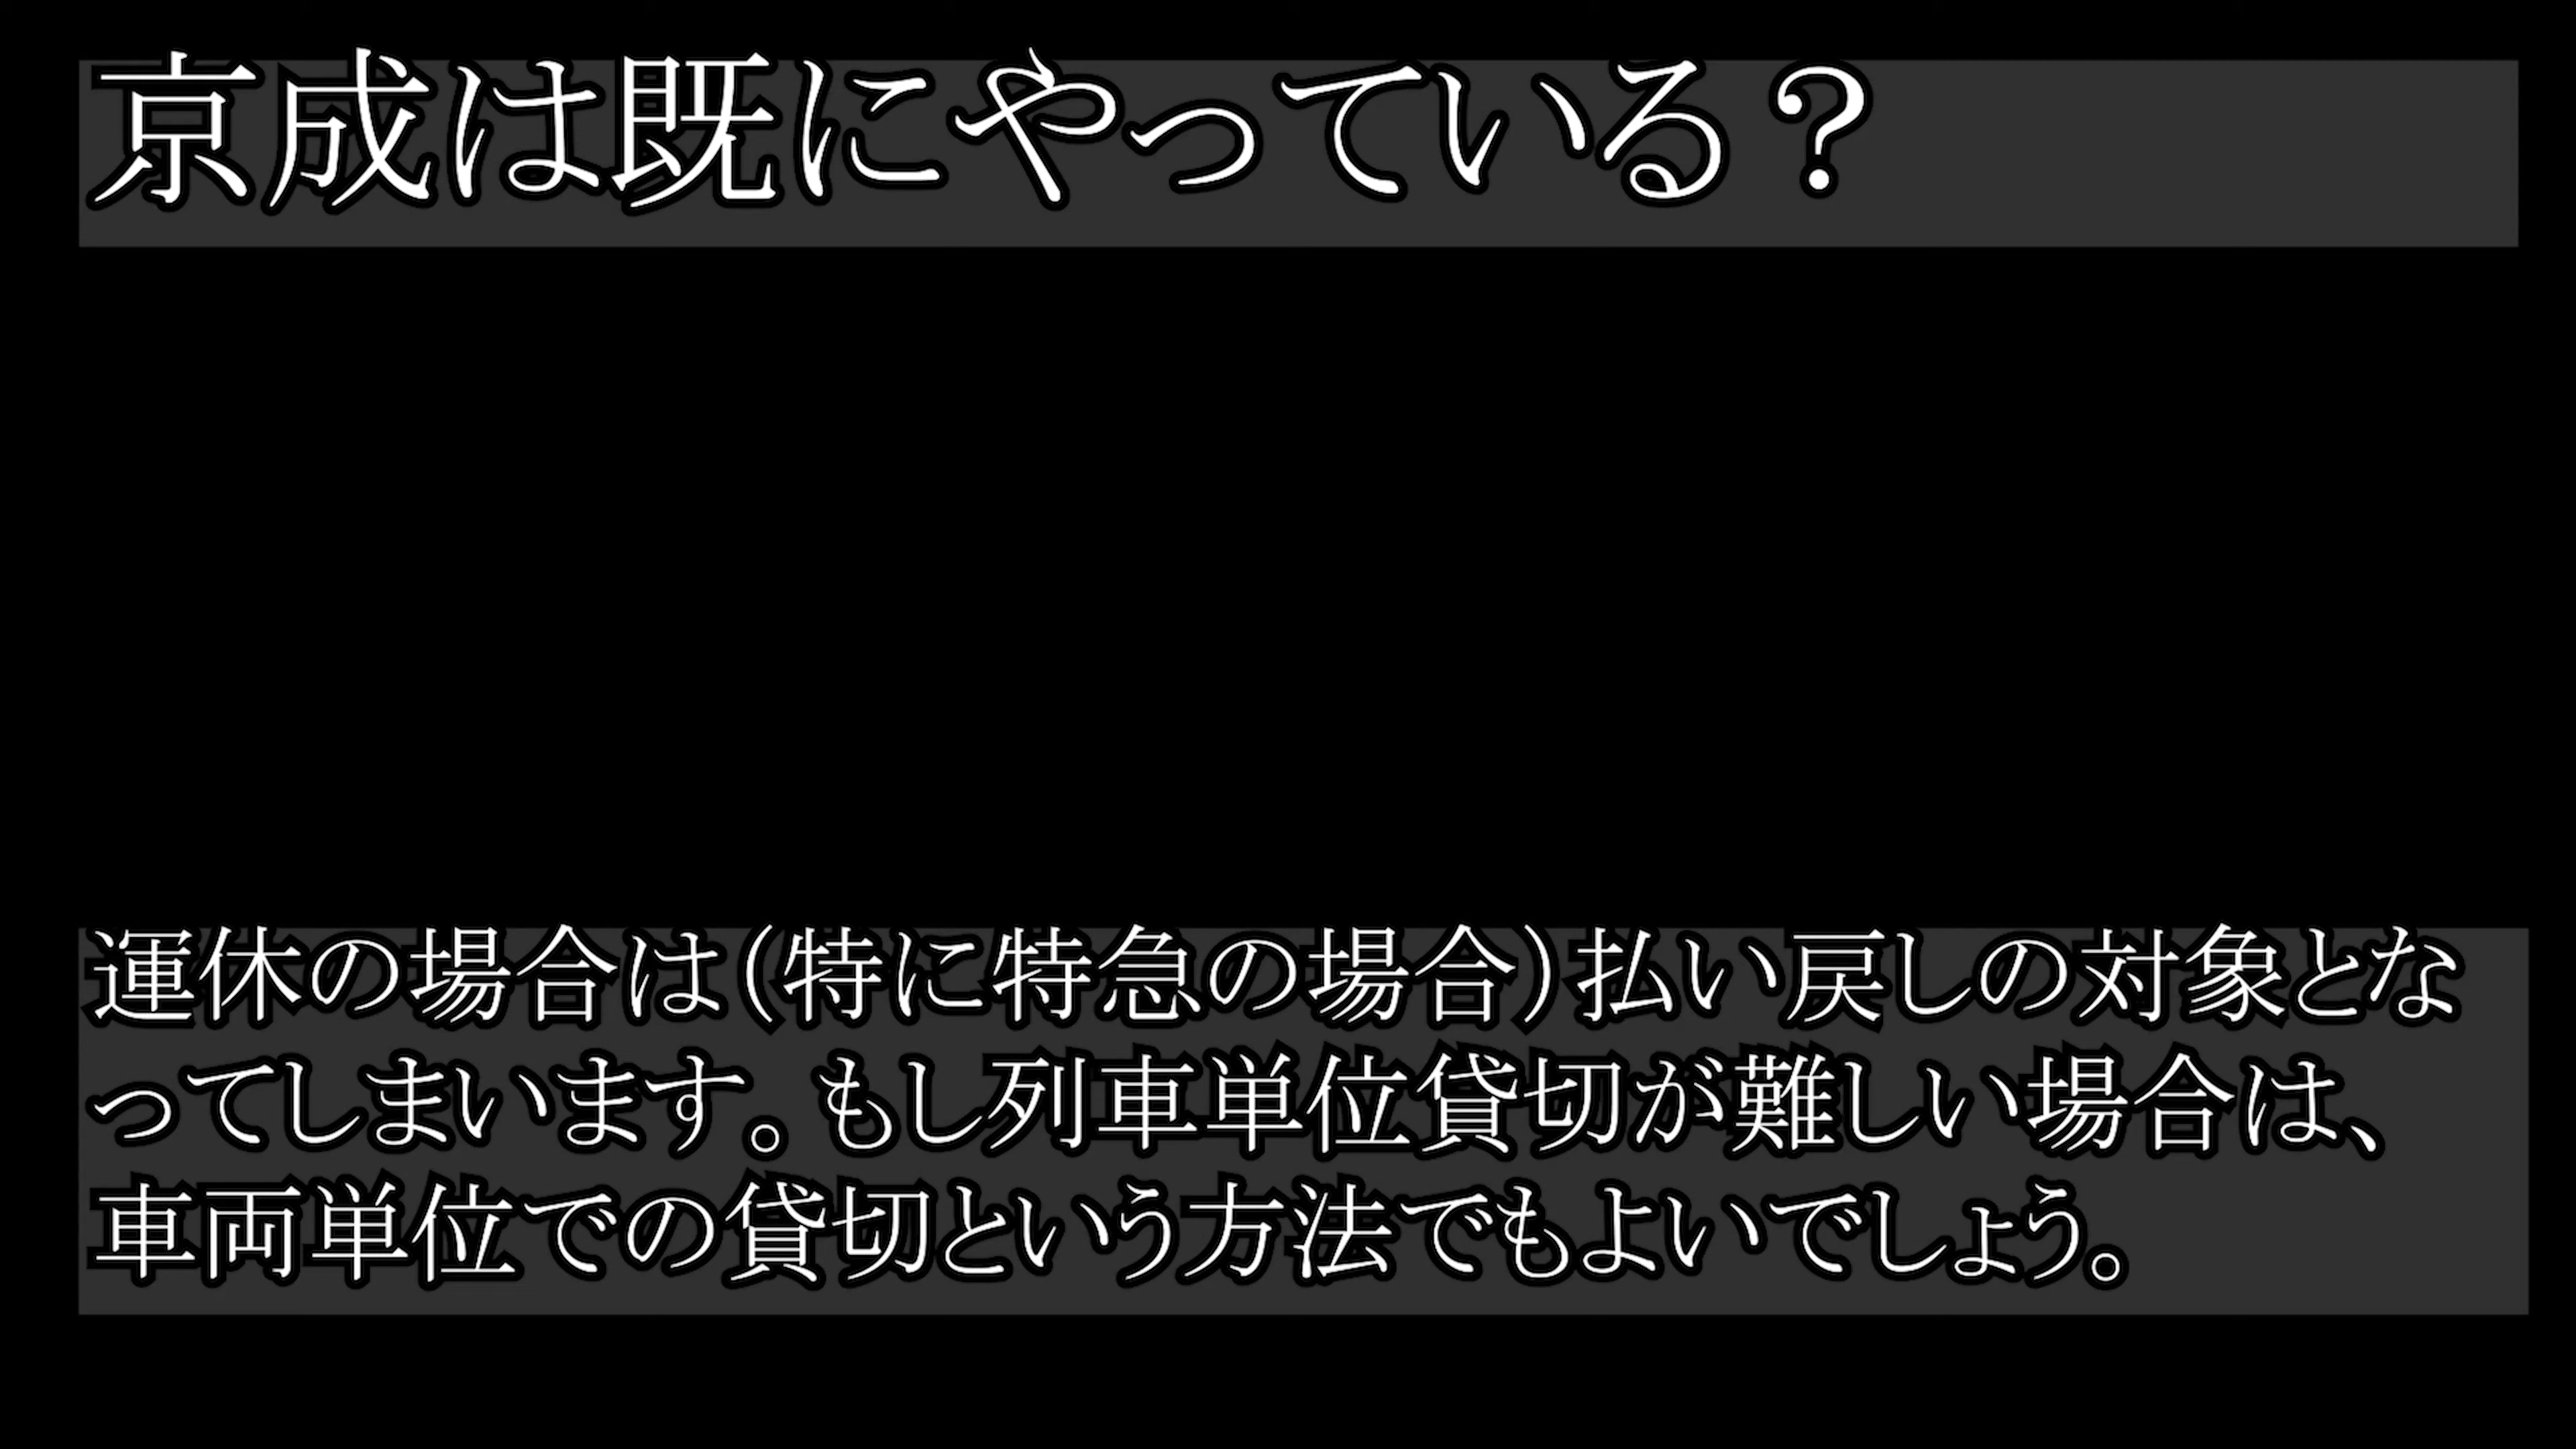 京成は既にやっている？
運休の場合は（特に特急の場合）払い戻しの対象とな
ってしまいます。もし列車単位貸切が難しい場合は、
車両単位での貸切という方法でもよいでしょう。